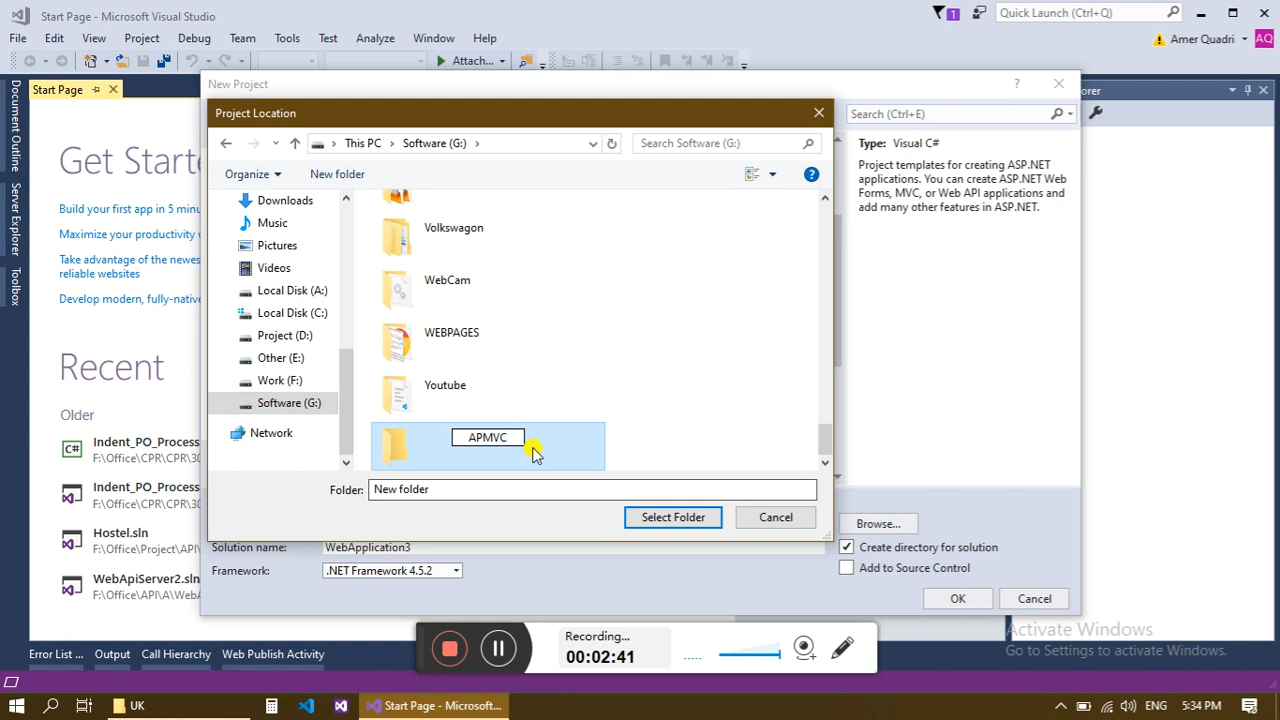 Start Page - Microsoft Visual Studio
1
Quick Launch (Ctrl+Q)
File Edit View Project Debug Team Tools Test Analyze Window Help
Amer Quadri AQ
Attach...
Start Page
New Project
?
orer
Document Outline
Server Explorer
Toolbox
Get Starte
Build your first app in 5 minu
Maximize your productivity
Take advantage of the newes
reliable websites
Develop modern, fully-native
Recent
Older
Indent_PO_Process
F:\Office\CPR\CPR\30
Indent_PO_Process
F:\Office\CPR\CPR\30
Hostel.sln
F:\Office\Project\API\
WebApiServer2.sln
F:\Office\API\A\WebA
Project Location
This PC > Software (G:) >
Search Software (G:)
Organize
New folder
Downloads
Music
Pictures
Videos
Local Disk (A:)
Local Disk (C:)
Project (D:)
Other (E:)
Work (F:)
Software (G:)
Network
Volkswagon
WebCam
WEBPAGES
Youtube
APMVC
Folder: New folder
Select Folder
Cancel
Search (Ctrl+E)
Type: Visual C#
Project templates for creating ASP.NET
applications. You can create ASP.NET Web
Forms, MVC, or Web API applications and
add many other features in ASP.NET.
Browse...
Solution name: WebApplication3
Create directory for solution
Framework: .NET Framework 4.5.2
Add to Source Control
OK
Cancel
Recording...
00:02:41
Activate Windows
Go to Settings to activate Windows.
Error List ... Output Call Hierarchy Web Publish Activity
UK
Start Page - Microsoft...
ENG
5:34 PM